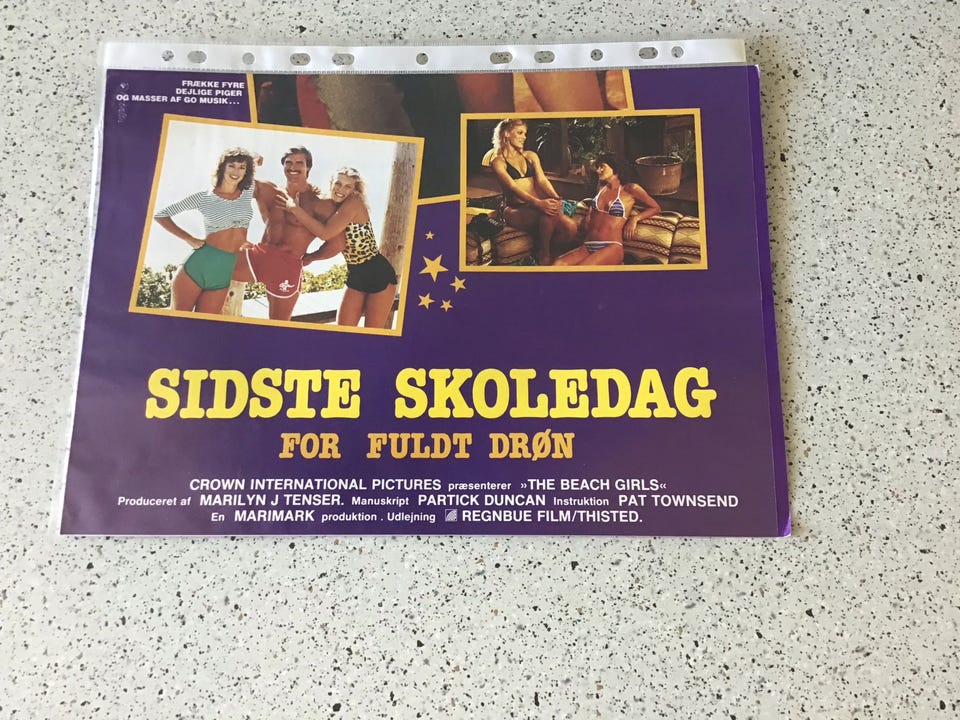 FRÆKKE FYRE
DEJLIGE PIGER
OG MASSER AF GO MUSIK...
SIDSTE SKOLEDAG
FOR FULDT DRØN
CROWN INTERNATIONAL PICTURES præsenterer »THE BEACH GIRLS«
Produceret af MARILYN J TENSER. Manuskript PARTICK DUNCAN Instruktion PAT TOWNSEND
En MARIMARK produktion. Udlejning REGNBUE FILM/THISTED.